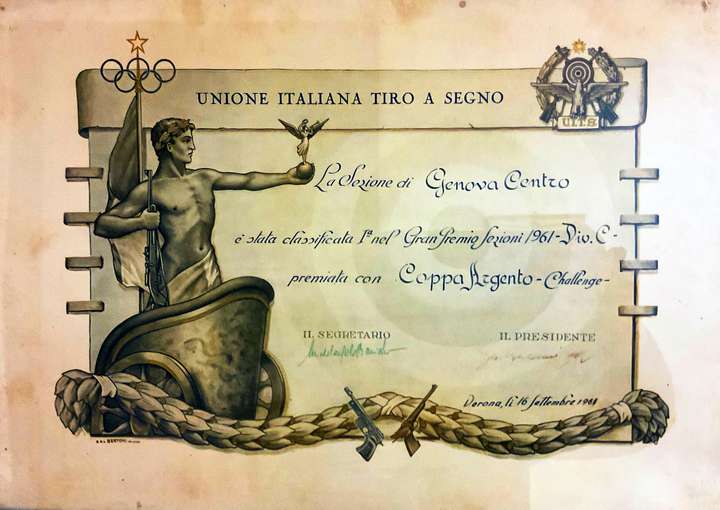 UNIONE ITALIANA TIRO A SEGNO
U.I.T.S.
La Sezione di Genova Centro
è stata classificata 1ª nel Gran Premio Sezioni 1961 - Div. C -
premiata con Coppa Argento - Challenge -
IL SEGRETARIO IL PRESIDENTE
Verona, li 16 Settembre 1961
BERTONI